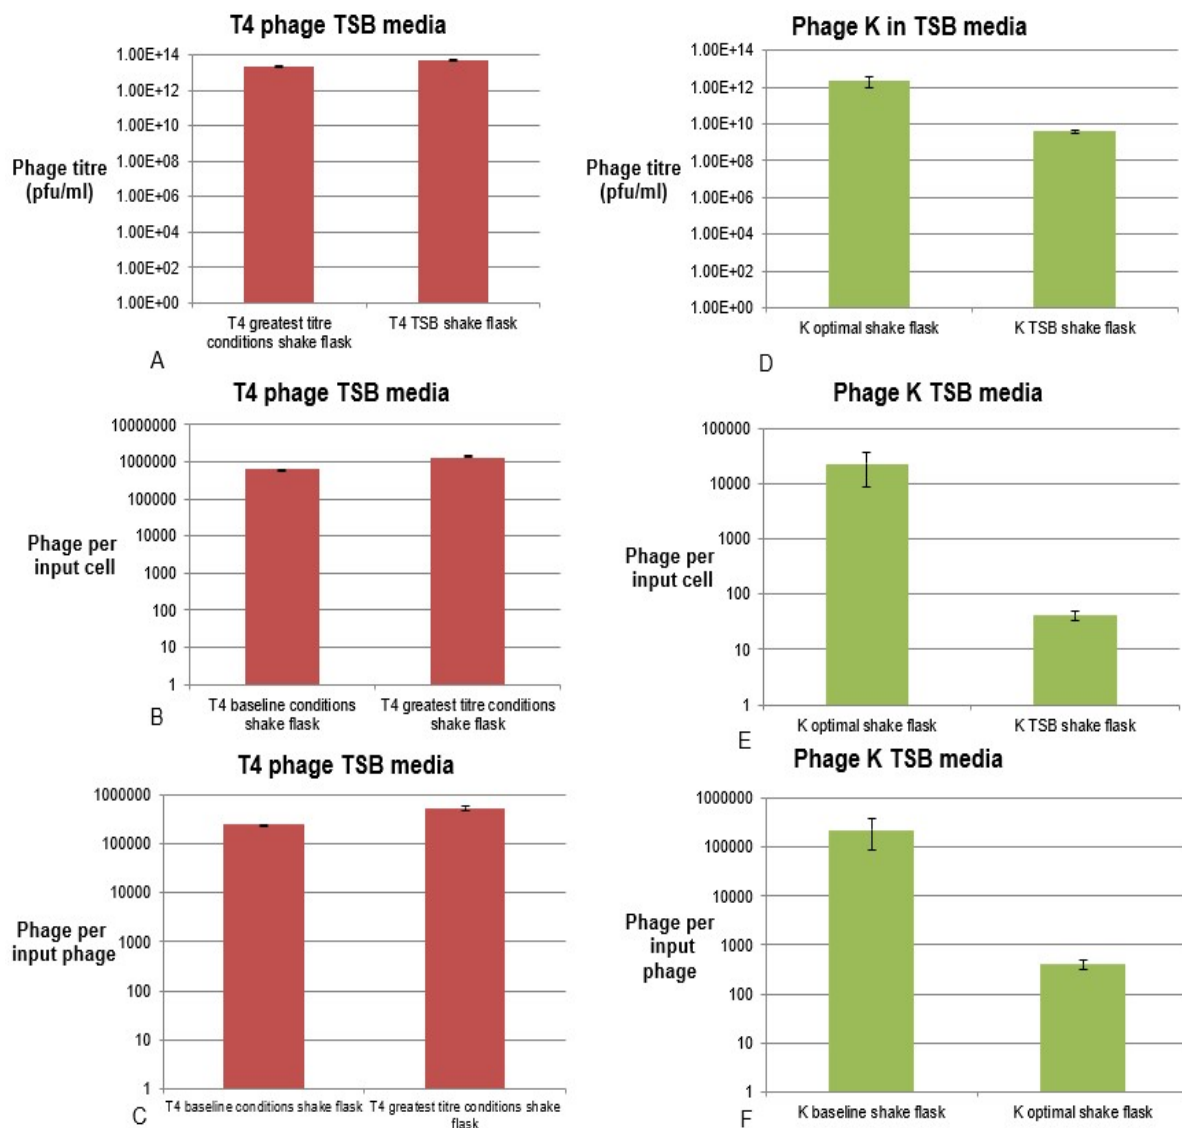 T4 phage TSB media
1.00E+14
1.00E+12
1.00E+10
1.00E+08
1.00E+06
1.00E+04
1.00E+02
1.00E+00
Phage titre
(pfu/ml)
T4 greatest titre
conditions shake flask
T4 TSB shake flask
A
T4 phage TSB media
10000000
1000000
100000
10000
1000
100
10
1
Phage per
input cell
T4 baseline conditions
shake flask
T4 greatest titre conditions
shake flask
B
T4 phage TSB media
1000000
100000
10000
1000
100
10
1
Phage per
input phage
T4 baseline conditions shake flask
T4 greatest titre conditions shake
flask
C
Phage K in TSB media
1.00E+14
1.00E+12
1.00E+10
1.00E+08
1.00E+06
1.00E+04
1.00E+02
1.00E+00
Phage titre
(pfu/ml)
K optimal shake flask
K TSB shake flask
D
Phage K TSB media
100000
10000
1000
100
10
1
Phage per
input cell
K optimal shake flask
K TSB shake flask
E
Phage K TSB media
1000000
100000
10000
1000
100
10
1
Phage per
input
phage
K baseline shake flask
K optimal shake flask
F